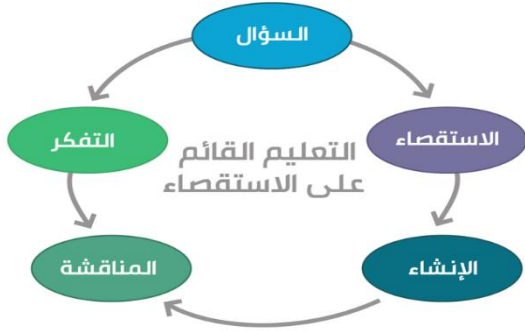 السؤال
الاستقصاء
التفكر
التعليم القائم
على الاستقصاء
الإنشاء
المناقشة